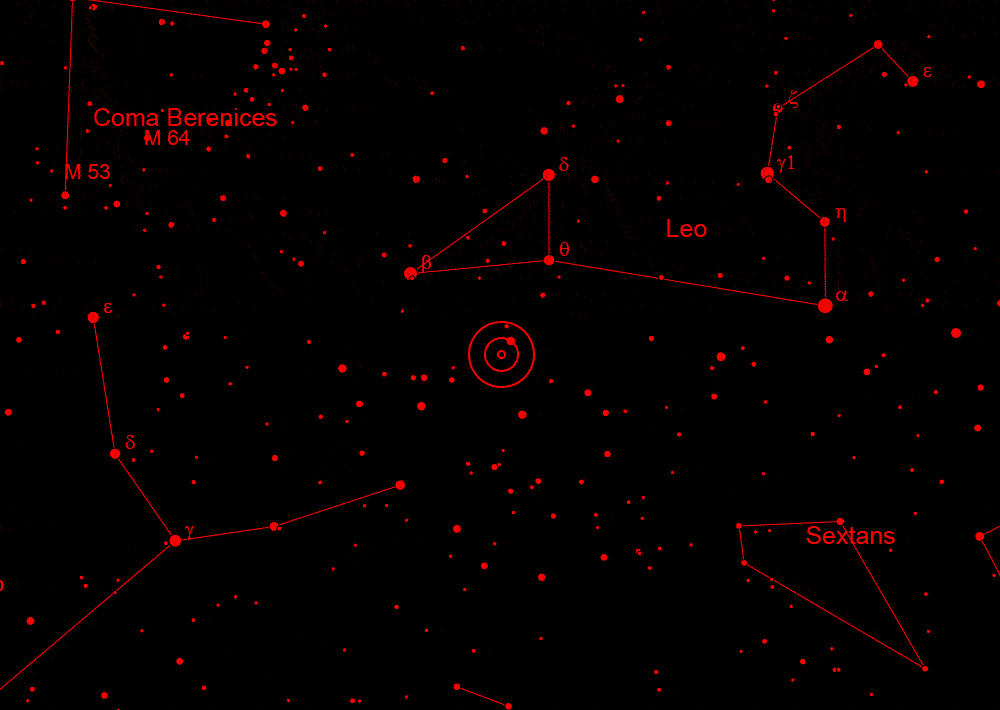 ε
ζ
Coma Berenices
M 64
δ
γ1
M 53
η
Leo
θ
β
α
ε
δ
γ
Sextans